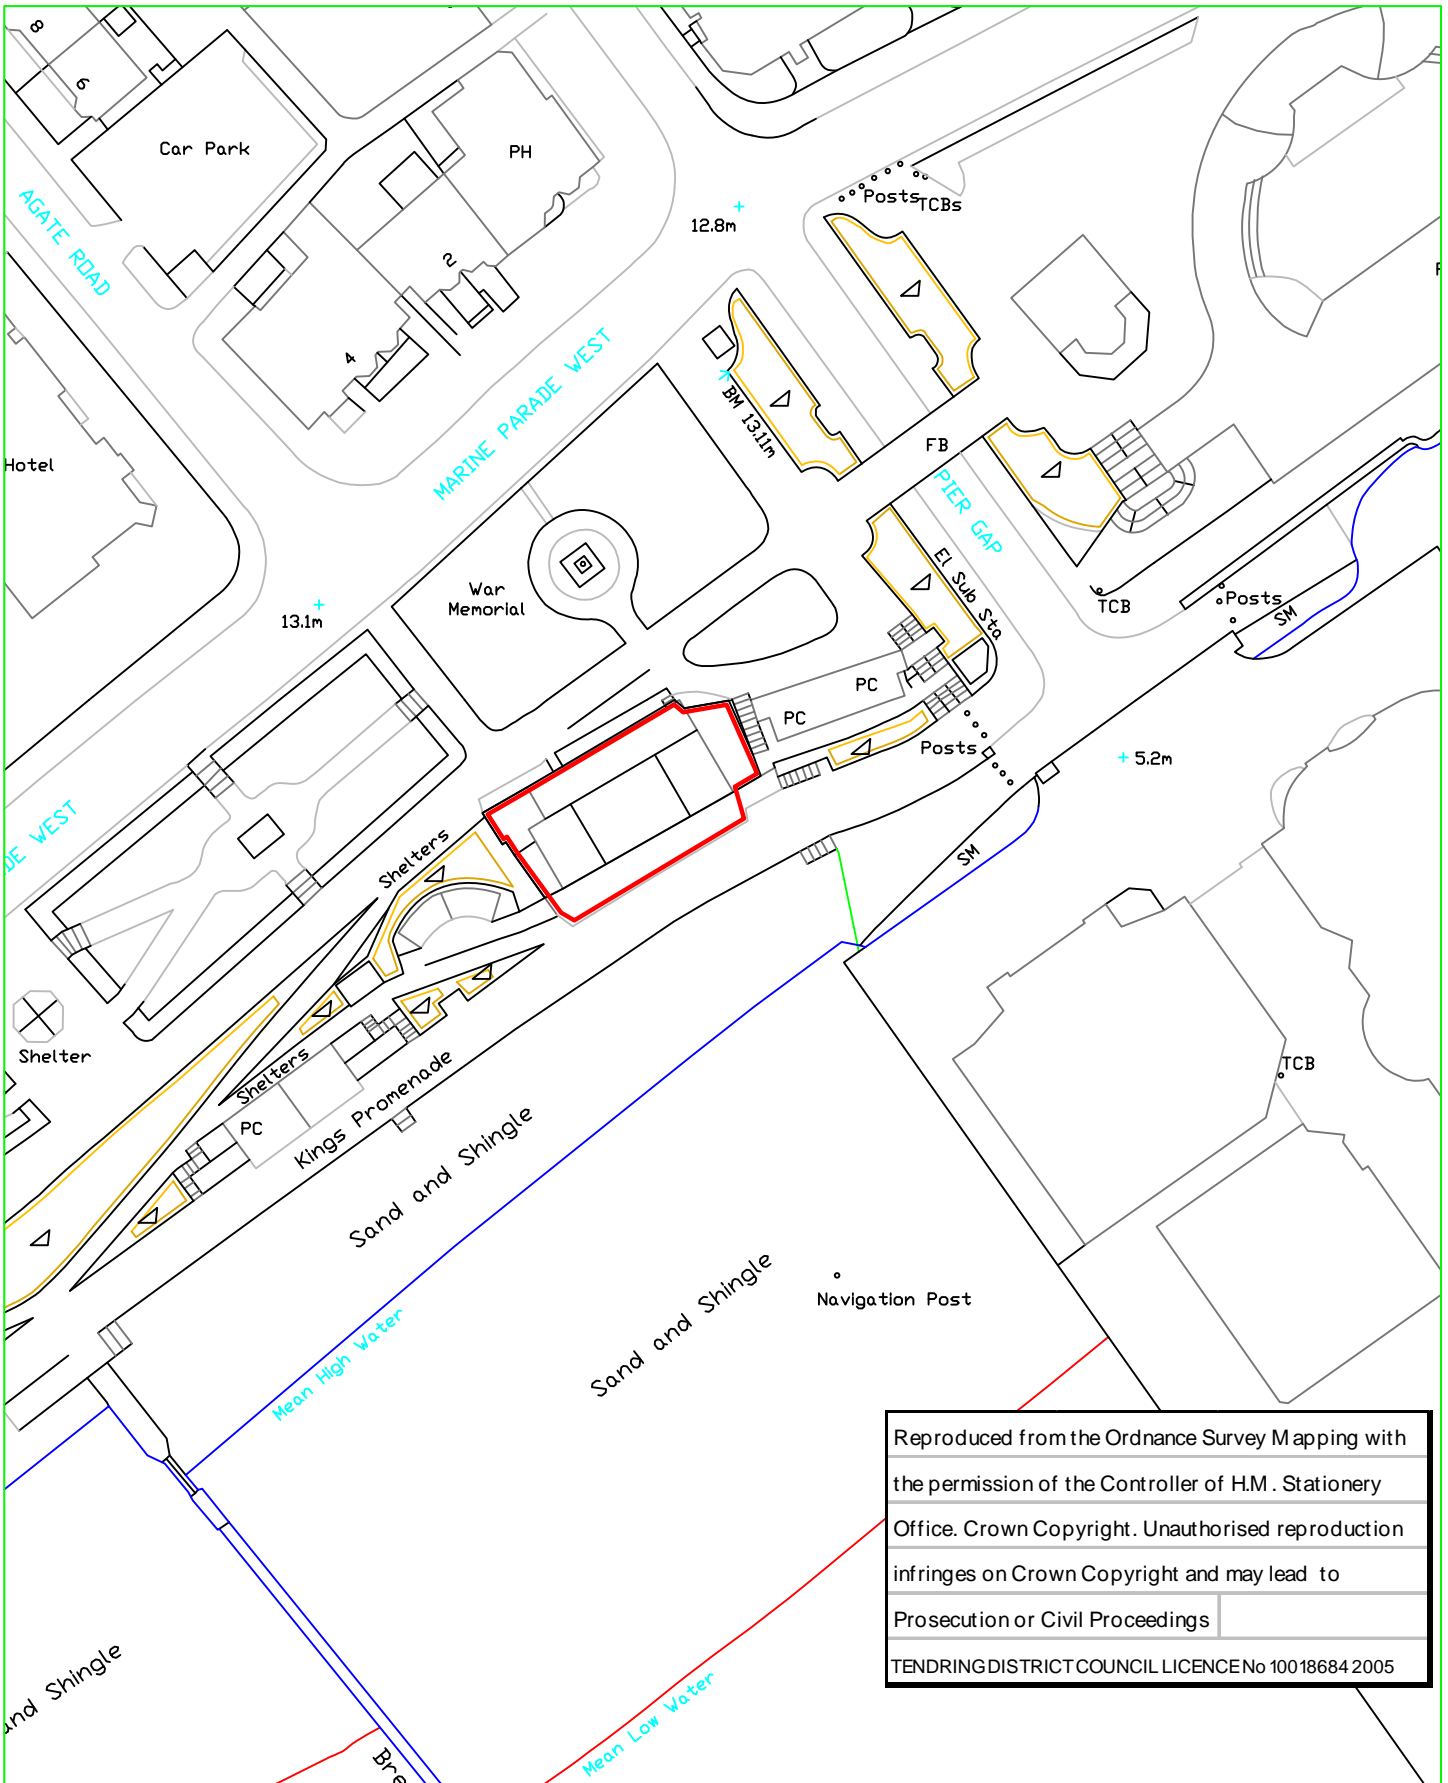 8
6
Car Park
PH
AGATE ROAD
Posts
TCBs
12.8m
2
4
MARINE PARADE WEST
BM 13.11m
Hotel
FB
PIER GAP
El Sub Sta
War
Memorial
13.1m
TCB
Posts
SM
PC
PC
Posts
5.2m
DE WEST
Shelters
SM
Shelter
Shelters
PC
Kings Promenade
TCB
Sand and Shingle
Sand and Shingle
Navigation Post
Mean High Water
Reproduced from the Ordnance Survey Mapping with
the permission of the Controller of H.M. Stationery
Office. Crown Copyright. Unauthorised reproduction
infringes on Crown Copyright and may lead to
Prosecution or Civil Proceedings
TENDRING DISTRICT COUNCIL LICENCE No 10018684 2005
and Shingle
Mean Low Water
Bre